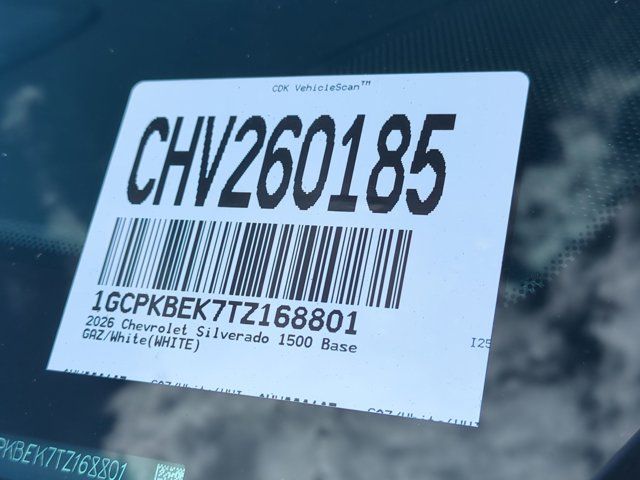 CDK VehicleScan™
CHV260185
1GCPKBEK7TZ168801
2026 Chevrolet Silverado 1500 Base
GAZ/White(WHITE)
I25
PKBEK7TZ168801